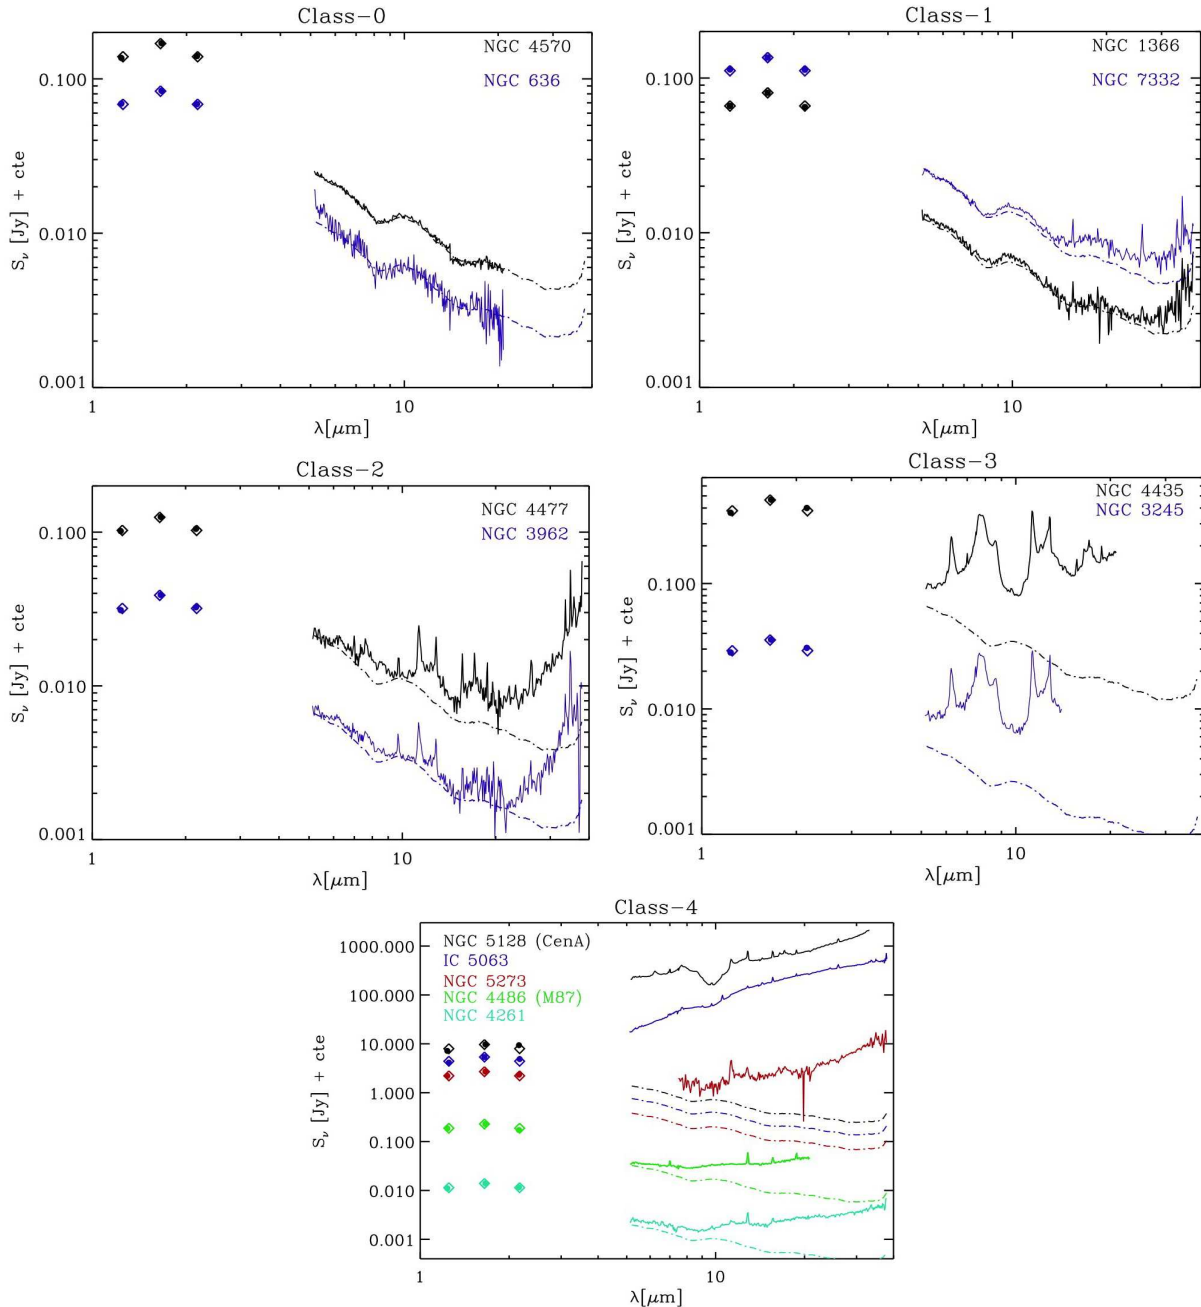 Class-0
NGC 4570
NGC 636
0.100
0.010
0.001
Sν [Jy] + cte
1
10
λ[μm]
Class-1
NGC 1366
NGC 7332
0.100
0.010
0.001
Sν [Jy] + cte
1
10
λ[μm]
Class-2
NGC 4477
NGC 3962
0.100
0.010
0.001
Sν [Jy] + cte
1
10
λ[μm]
Class-3
NGC 4435
NGC 3245
0.100
0.010
0.001
Sν [Jy] + cte
1
10
λ[μm]
Class-4
NGC 5128 (CenA)
IC 5063
NGC 5273
NGC 4486 (M87)
NGC 4261
1000.000
100.000
10.000
1.000
0.100
0.010
0.001
Sν [Jy] + cte
1
10
λ[μm]